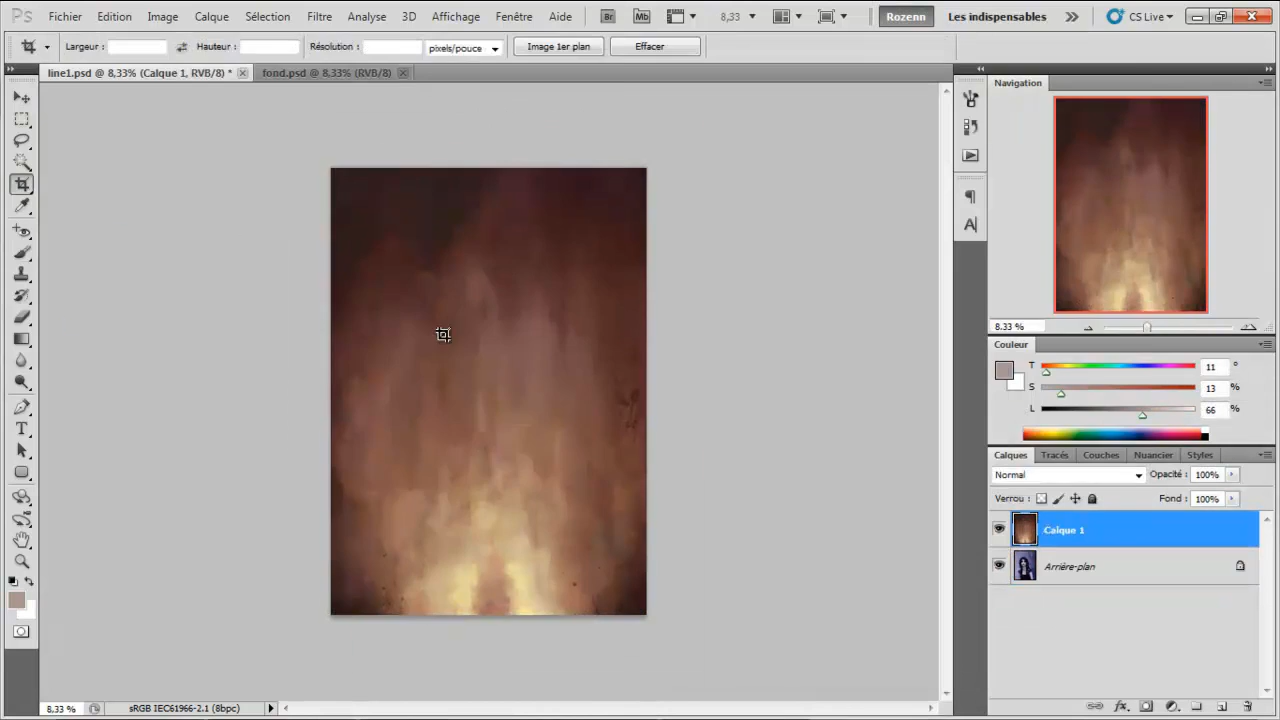 Ps Fichier Edition Image Calque Sélection Filtre Analyse 3D Affichage Fenêtre Aide Br Mb 8,33 Rozenn Les indispensables CS Live
Largeur : Hauteur : Résolution : pixels/pouce Image 1er plan Effacer
line1.psd @ 8,33% (Calque 1, RVB/8) * fond.psd @ 8,33% (RVB/8)
Navigation
8.33 %
Couleur
T 11 °
S 13 %
L 66 %
Calques Tracés Couches Nuancier Styles
Normal Opacité : 100%
Verrou : Fond : 100%
Calque 1
Arrière-plan
8,33 % sRGB IEC61966-2.1 (8bpc)